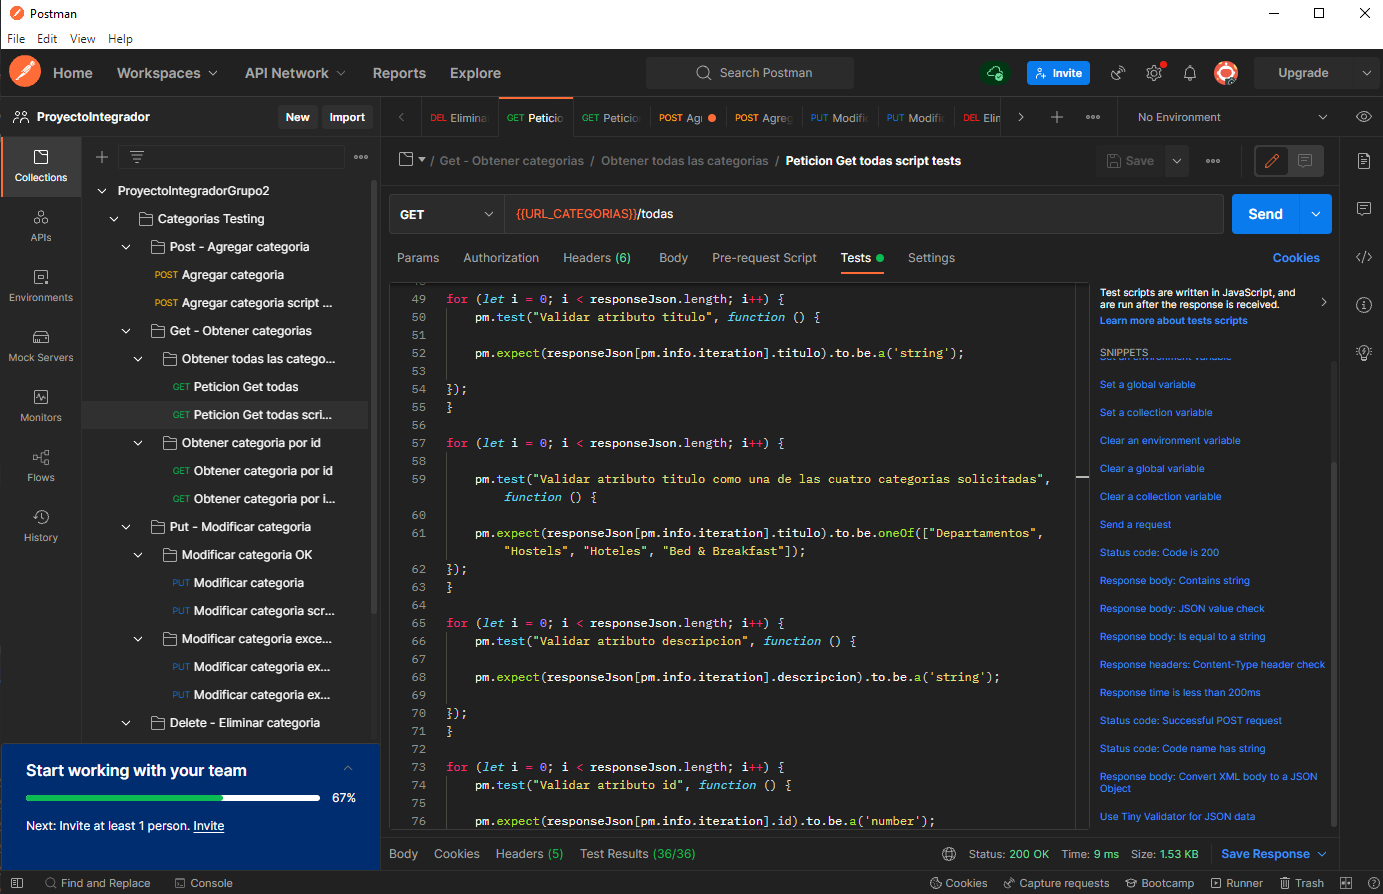 Postman
File Edit View Help
Home Workspaces API Network Reports Explore Search Postman Invite Upgrade
ProyectoIntegrador New Import
DEL Elimina GET Peticio GET Peticion POST Agr POST Agreg PUT Modific PUT Modific DEL Elin No Environment
Collections
APIs
Environments
Mock Servers
Monitors
Flows
History
ProyectoIntegradorGrupo2
Categorias Testing
Post - Agregar categoria
POST Agregar categoria
POST Agregar categoria script ...
Get - Obtener categorias
Obtener todas las catego...
GET Peticion Get todas
GET Peticion Get todas scri...
Obtener categoria por id
GET Obtener categoria por id
GET Obtener categoria por i...
Put - Modificar categoria
Modificar categoria OK
PUT Modificar categoria
PUT Modificar categoria scr...
Modificar categoria exce...
PUT Modificar categoria ex...
PUT Modificar categoria ex...
Delete - Eliminar categoria
Start working with your team
67%
Next: Invite at least 1 person. Invite
/ Get - Obtener categorias / Obtener todas las categorias / Peticion Get todas script tests Save
GET {{URL_CATEGORIAS}}/todas Send
Params Authorization Headers (6) Body Pre-request Script Tests Settings Cookies
49 for (let i = 0; i < responseJson.length; i++) {
50 pm.test("Validar atributo titulo", function () {
51
52 pm.expect(responseJson[pm.info.iteration].titulo).to.be.a('string');
53
54 });
55 }
56
57 for (let i = 0; i < responseJson.length; i++) {
58
59 pm.test("Validar atributo titulo como una de las cuatro categorias solicitadas",
function () {
60
61 pm.expect(responseJson[pm.info.iteration].titulo).to.be.oneOf(["Departamentos",
"Hostels", "Hoteles", "Bed & Breakfast"]);
62 });
63 }
64
65 for (let i = 0; i < responseJson.length; i++) {
66 pm.test("Validar atributo descripcion", function () {
67
68 pm.expect(responseJson[pm.info.iteration].descripcion).to.be.a('string');
69
70 });
71 }
72
73 for (let i = 0; i < responseJson.length; i++) {
74 pm.test("Validar atributo id", function () {
75
76 pm.expect(responseJson[pm.info.iteration].id).to.be.a('number');
Test scripts are written in JavaScript, and
are run after the response is received.
Learn more about tests scripts
SNIPPETS
Set an environment variable
Set a global variable
Set a collection variable
Clear an environment variable
Clear a global variable
Clear a collection variable
Send a request
Status code: Code is 200
Response body: Contains string
Response body: JSON value check
Response body: Is equal to a string
Response headers: Content-Type header check
Response time is less than 200ms
Status code: Successful POST request
Status code: Code name has string
Response body: Convert XML body to a JSON
Object
Use Tiny Validator for JSON data
Body Cookies Headers (5) Test Results (36/36) Status: 200 OK Time: 9 ms Size: 1.53 KB Save Response
Find and Replace Console Cookies Capture requests Bootcamp Runner Trash